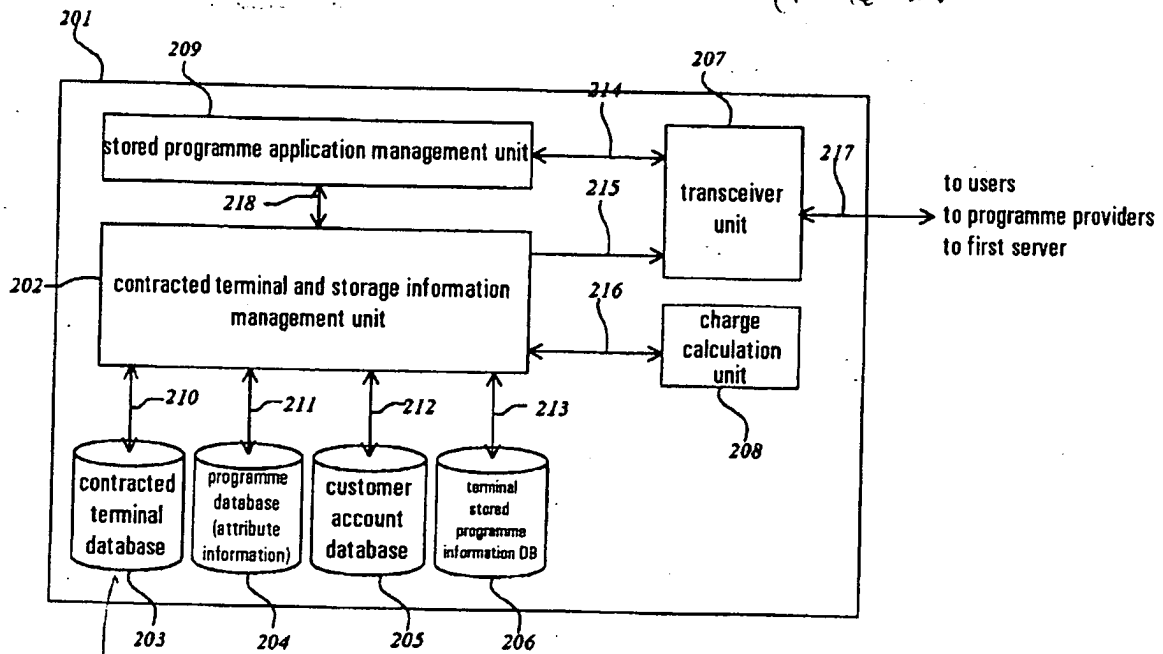 201
209
207
214
217
stored programme application management unit
transceiver
unit
to users
to programme providers
to first server
218
215
202
contracted terminal and storage information
management unit
216
charge
calculation
unit
210
211
212
213
208
contracted
terminal
database
programme
database
(attribute
information)
customer
account
database
terminal
stored
programme
information DB
203
204
205
206